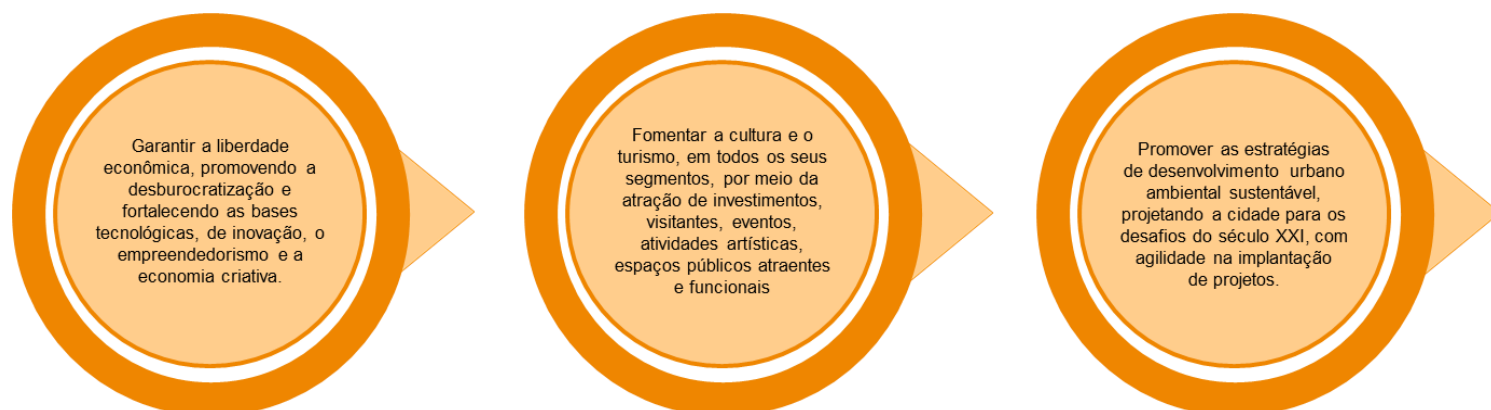 Garantir a liberdade
econômica, promovendo a
desburocratização e
fortalecendo as bases
tecnológicas, de inovação, o
empreendedorismo e a
economia criativa.
Fomentar a cultura e o
turismo, em todos os seus
segmentos, por meio da
atração de investimentos,
visitantes, eventos,
atividades artísticas,
espaços públicos atraentes
e funcionais
Promover as estratégias
de desenvolvimento urbano
ambiental sustentável,
projetando a cidade para os
desafios do século XXI, com
agilidade na implantação
de projetos.